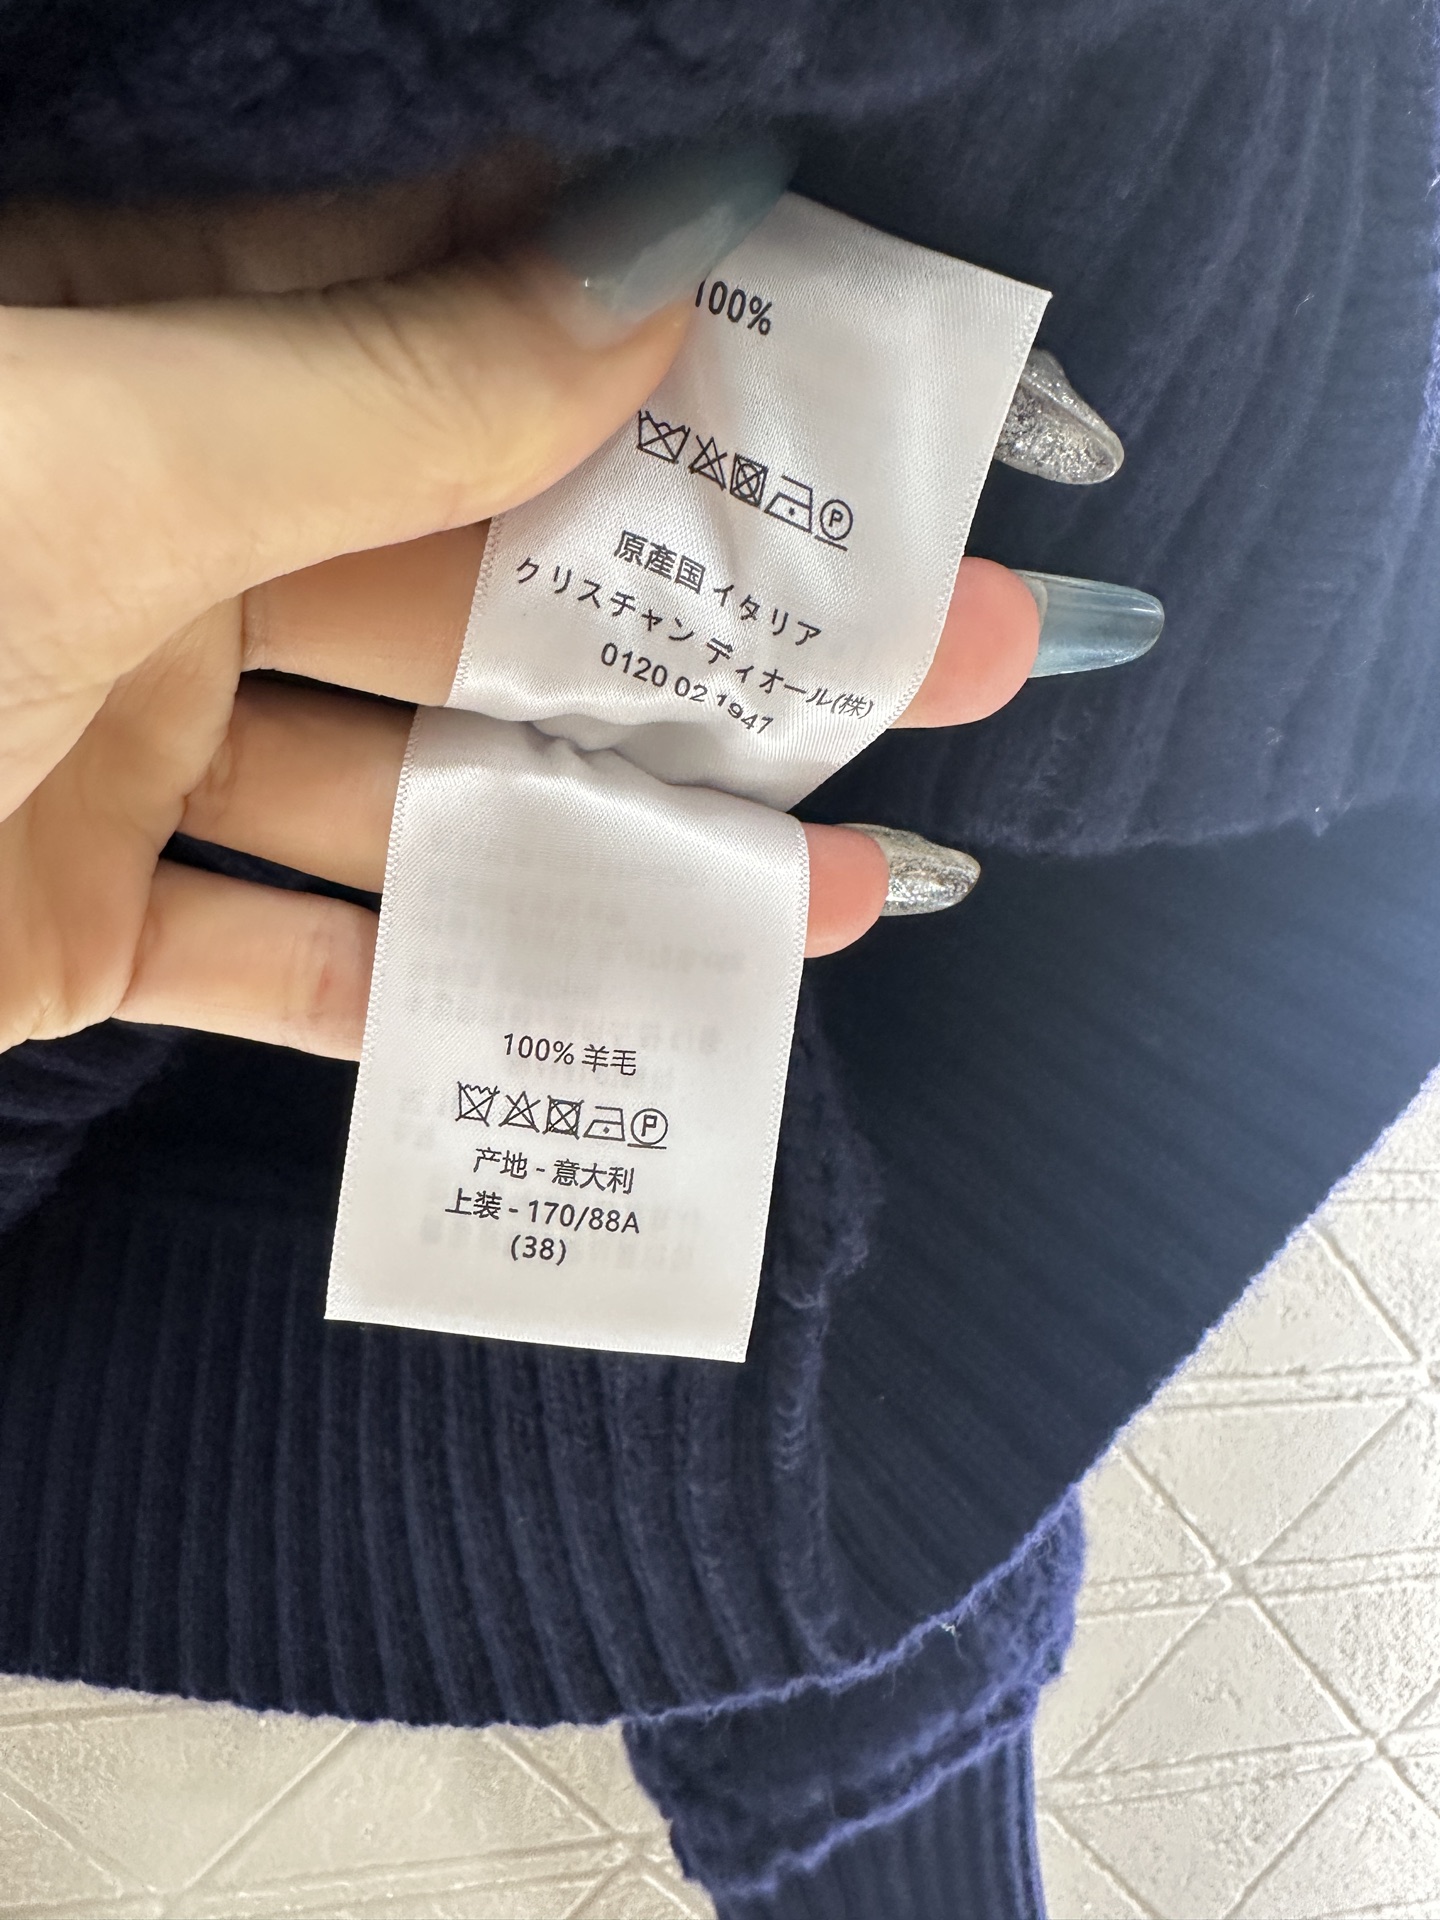 100%
原産国 イタリア
クリスチャン ディオール(株)
0120 02 1947
100% 羊毛
产地 - 意大利
上装 - 170/88A
(38)